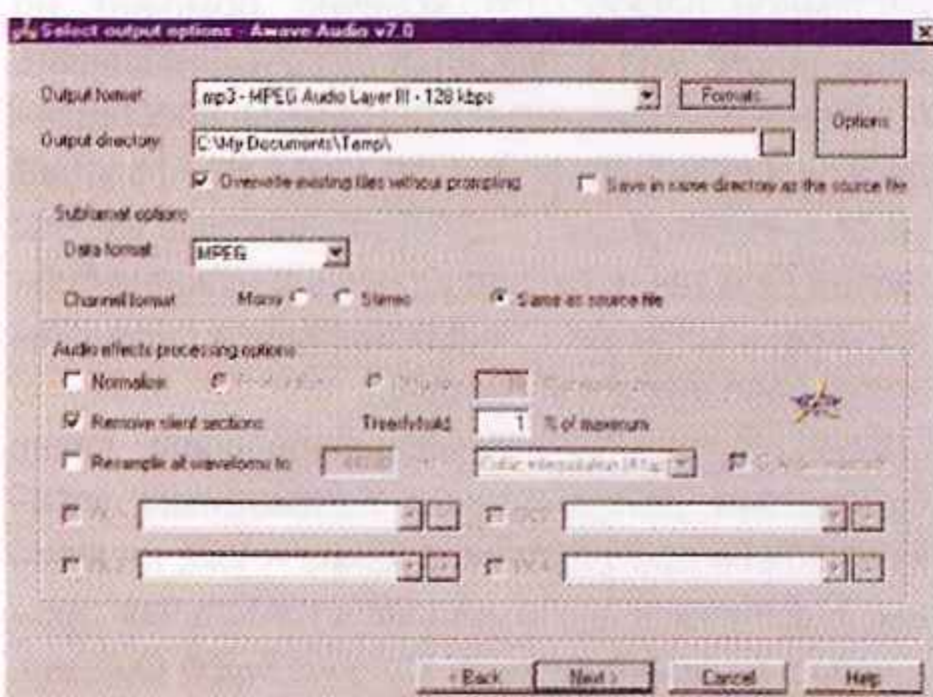 Select output options - Awave Audio v7.0
Output format: mp3 - MPEG Audio Layer III - 128 kbps Formats... Options
Output directory: C:\My Documents\Temp\
Overwrite existing files without prompting Save in same directory as the source file
Subformat options
Data format: MPEG
Channel format Mono Stereo Same as source file
Audio effects processing options
Normalize
Remove silent sections Threshold 1 % of maximum
Resample all waveforms to
< Back Next > Cancel Help